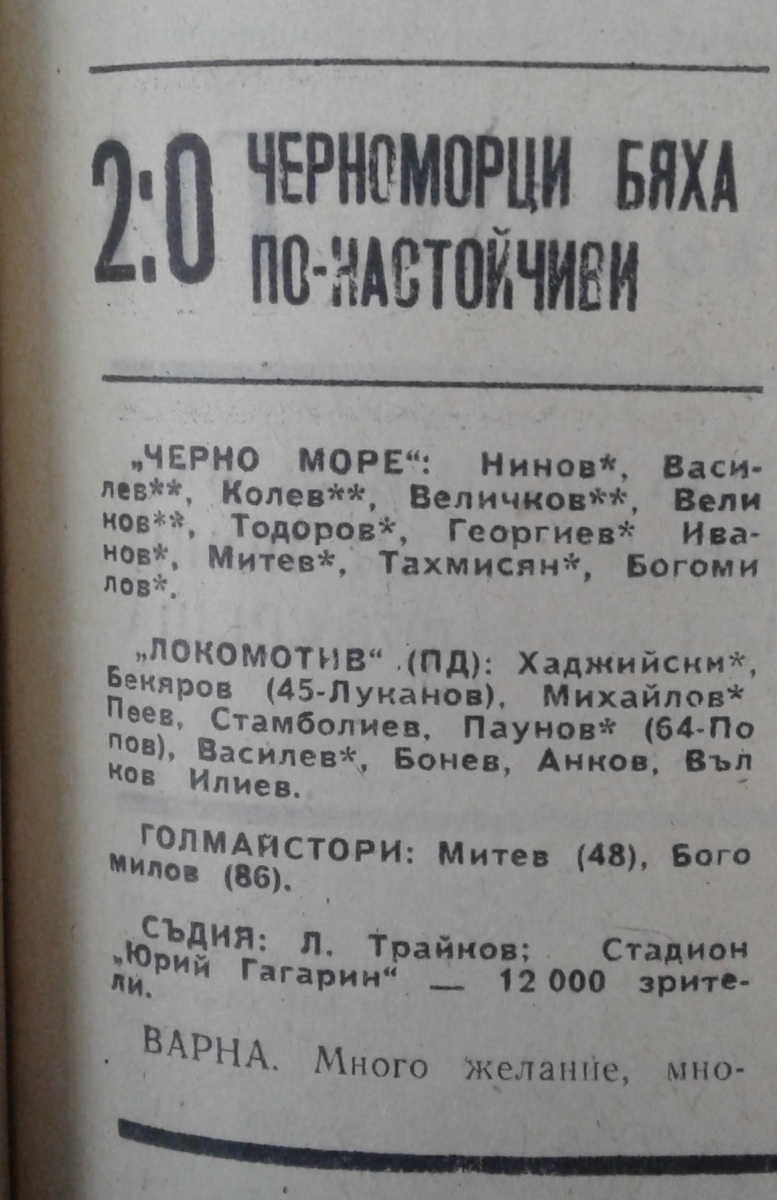 2:0 ЧЕРНОМОРЦИ БЯХА
ПО-НАСТОЙЧИВИ
„ЧЕРНО МОРЕ“: Нинов*, Васи-
лев**, Колев**, Величков**, Вели
ков**, Тодоров*, Георгиев* Ива-
нов*, Митев*, Тахмисян*, Богоми
лов*.
„ЛОКОМОТИВ“ (ПД): Хаджийски*,
Бекяров (45-Луканов), Михайлов*
Пеев, Стамболиев, Паунов* (64-По
пов), Василев*, Бонев, Анков, Въл
ков Илиев.
ГОЛМАЙСТОРИ: Митев (48), Бого
милов (86).
СЪДИЯ: Л. Трайков; Стадион
„Юрий Гагарин“ — 12 000 зрите-
ли.
ВАРНА. Много желание, мно-